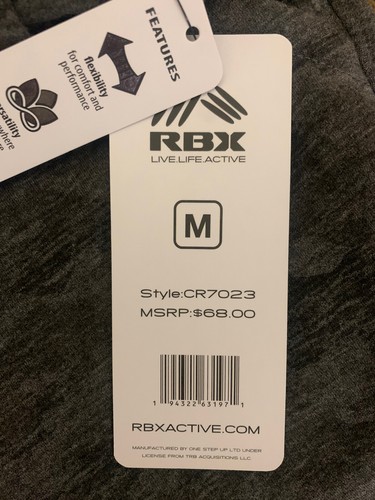 FEATURES
flexibility
for comfort and
performance
RBX
LIVE.LIFE.ACTIVE
M
Style:CR7023
MSRP:$68.00
1 94322 63197 1
RBXACTIVE.COM
MANUFACTURED BY ONE STEP UP LTD UNDER
LICENSE FROM TRB ACQUISITIONS LLC